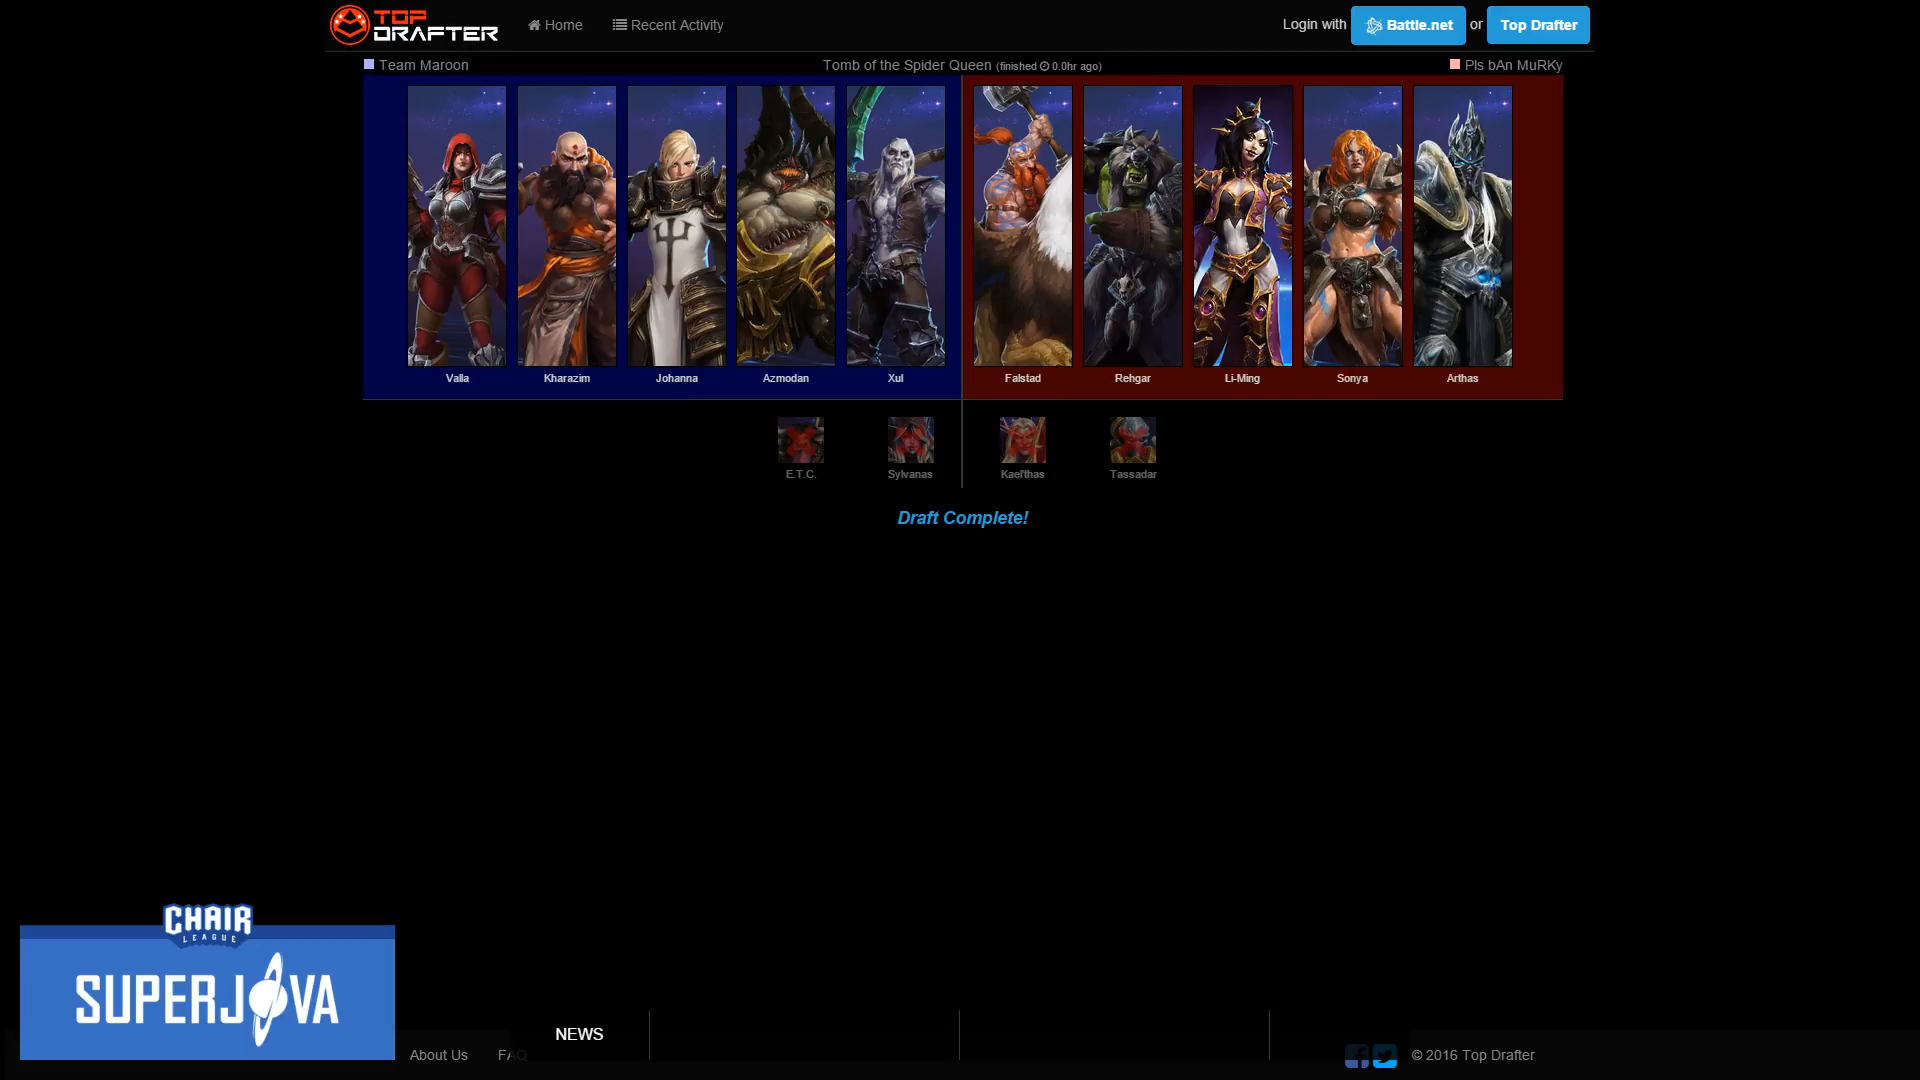 TOP DRAFTER
Home
Recent Activity
Login with Battle.net or Top Drafter
Team Maroon
Tomb of the Spider Queen (finished 0.0hr ago)
Pls bAn MuRKy
Valla
Kharazim
Johanna
Azmodan
Xul
Falstad
Rehgar
Li-Ming
Sonya
Arthas
E.T.C.
Sylvanas
Kael'thas
Tassadar
Draft Complete!
CHAIR
LEAGUE
SUPERJOVA
NEWS
About Us
FAQ
© 2016 Top Drafter